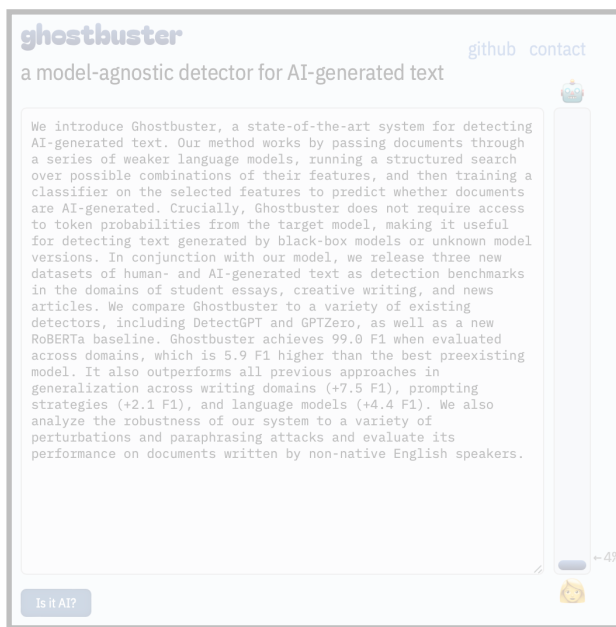 ghostbuster
github contact
a model-agnostic detector for AI-generated text
We introduce Ghostbuster, a state-of-the-art system for detecting
AI-generated text. Our method works by passing documents through
a series of weaker language models, running a structured search
over possible combinations of their features, and then training a
classifier on the selected features to predict whether documents
are AI-generated. Crucially, Ghostbuster does not require access
to token probabilities from the target model, making it useful
for detecting text generated by black-box models or unknown model
versions. In conjunction with our model, we release three new
datasets of human- and AI-generated text as detection benchmarks
in the domains of student essays, creative writing, and news
articles. We compare Ghostbuster to a variety of existing
detectors, including DetectGPT and GPTZero, as well as a new
RoBERTa baseline. Ghostbuster achieves 99.0 F1 when evaluated
across domains, which is 5.9 F1 higher than the best preexisting
model. It also outperforms all previous approaches in
generalization across writing domains (+7.5 F1), prompting
strategies (+2.1 F1), and language models (+4.4 F1). We also
analyze the robustness of our system to a variety of
perturbations and paraphrasing attacks and evaluate its
performance on documents written by non-native English speakers.
←4%
Is it AI?